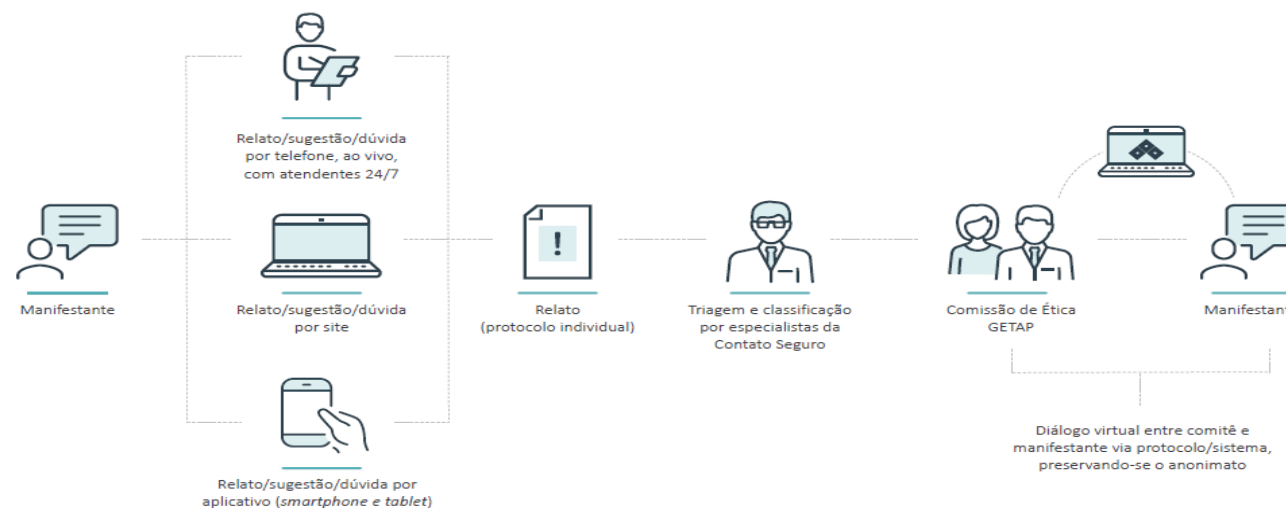 Relato/sugestão/dúvida
por telefone, ao vivo,
com atendentes 24/7
Manifestante
Relato/sugestão/dúvida
por site
Relato/sugestão/dúvida por
aplicativo (smartphone e tablet)
Relato
(protocolo individual)
!
Triagem e classificação
por especialistas da
Contato Seguro
Comissão de Ética
GETAP
Manifestant
Diálogo virtual entre comitê e
manifestante via protocolo/sistema,
preservando-se o anonimato